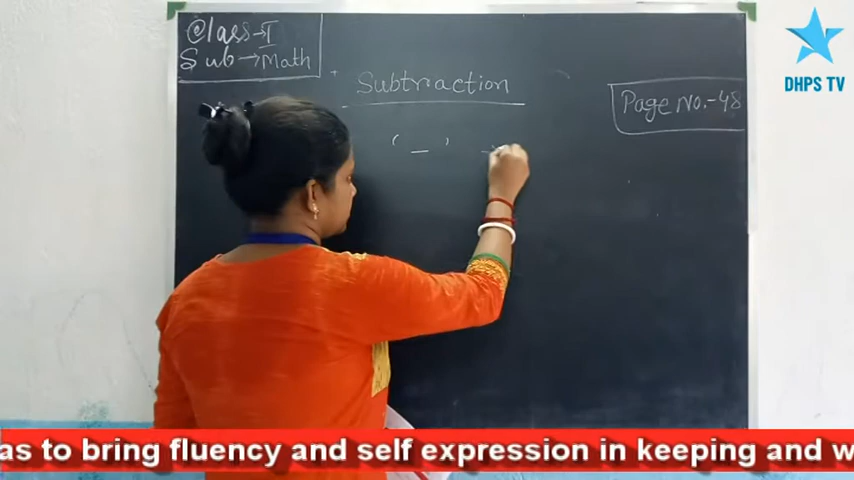 Class → I
Sub → Math
Subtraction
Page No.-48
' — '
DHPS TV
as to bring fluency and self expression in keeping and w